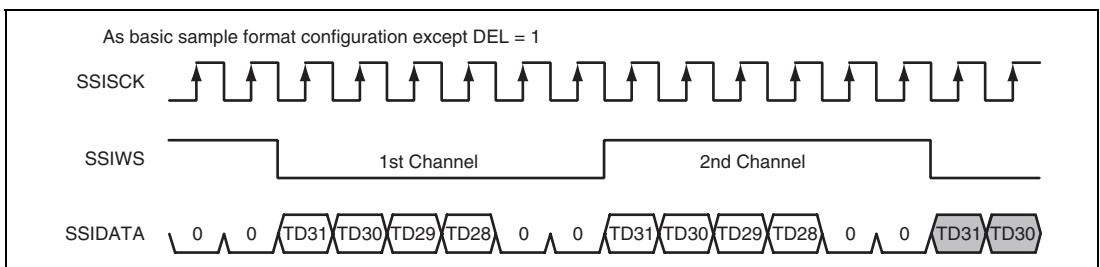 As basic sample format configuration except DEL = 1
SSISCK
SSIWS 1st Channel 2nd Channel
SSIDATA 0 0 TD31 TD30 TD29 TD28 0 0 TD31 TD30 TD29 TD28 0 0 TD31 TD30